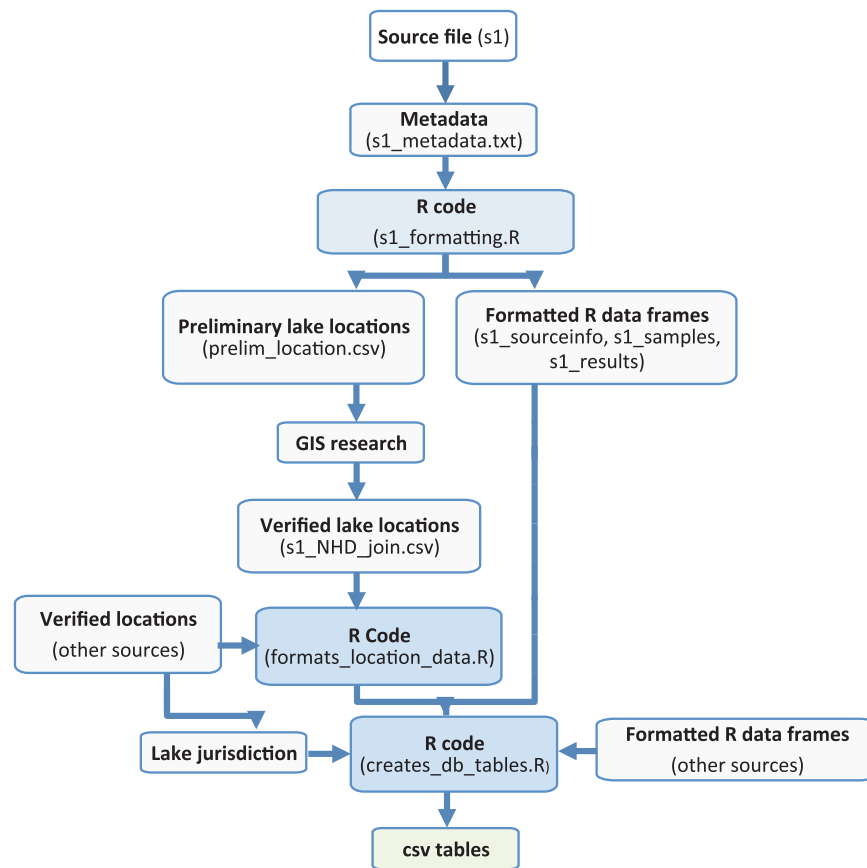 Source file (s1)
Metadata
(s1_metadata.txt)
R code
(s1_formatting.R
Preliminary lake locations
(prelim_location.csv)
Formatted R data frames
(s1_sourceinfo, s1_samples,
s1_results)
GIS research
Verified lake locations
(s1_NHD_join.csv)
Verified locations
(other sources)
R Code
(formats_location_data.R)
Lake jurisdiction
R code
(creates_db_tables.R)
Formatted R data frames
(other sources)
csv tables